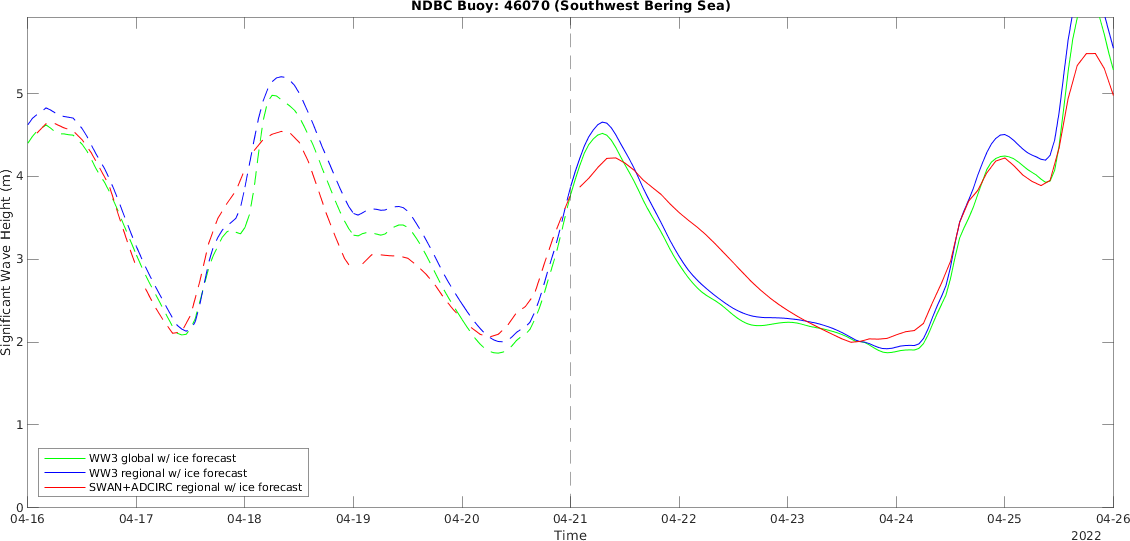 NDBC Buoy: 46070 (Southwest Bering Sea)
Significant Wave Height (m)
5
4
3
2
1
0
WW3 global w/ ice forecast
WW3 regional w/ ice forecast
SWAN+ADCIRC regional w/ ice forecast
04-16 04-17 04-18 04-19 04-20 04-21 04-22 04-23 04-24 04-25 04-26
Time
2022